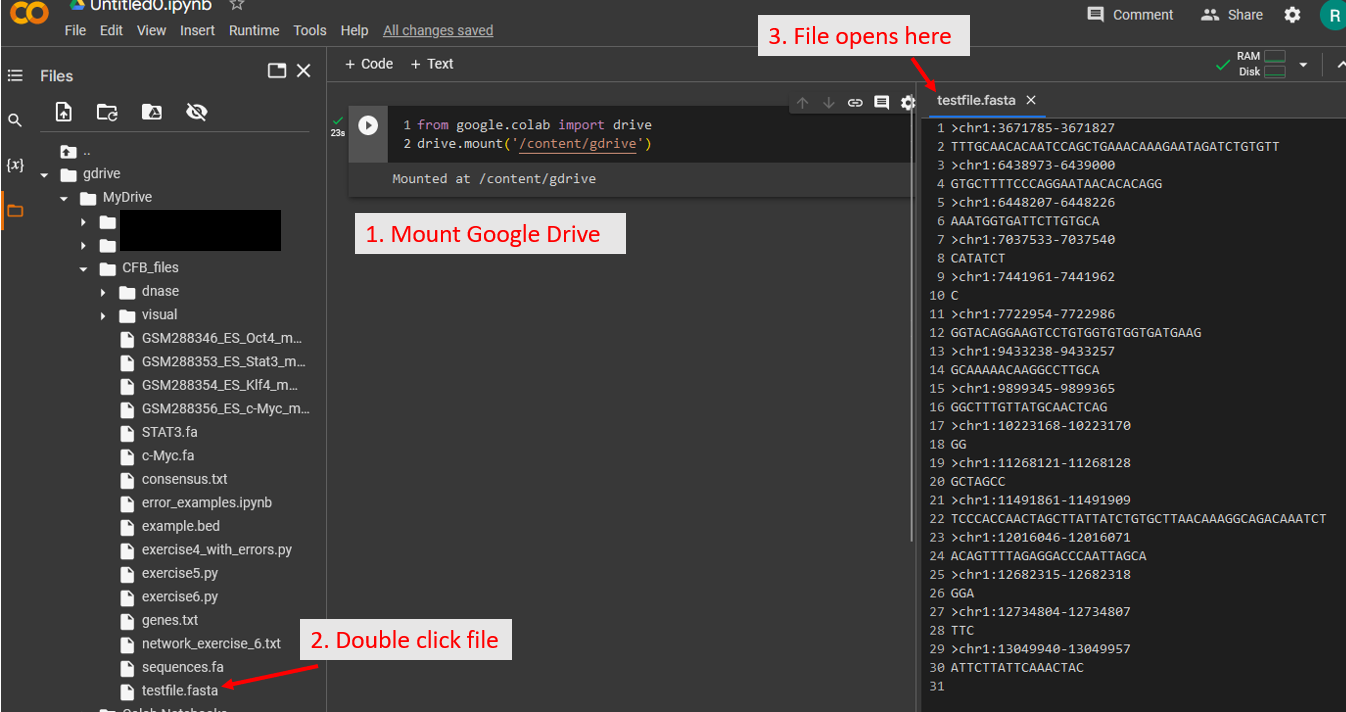 Untitled0.ipynb
File Edit View Insert Runtime Tools Help All changes saved
Comment Share R
3. File opens here
Files
+ Code + Text
RAM
Disk
{x}
..
gdrive
MyDrive
CFB_files
dnase
visual
GSM288346_ES_Oct4_m...
GSM288353_ES_Stat3_m...
GSM288354_ES_Klf4_m...
GSM288356_ES_c-Myc_m...
STAT3.fa
c-Myc.fa
consensus.txt
error_examples.ipynb
example.bed
exercise4_with_errors.py
exercise5.py
exercise6.py
genes.txt
network_exercise_6.txt
sequences.fa
testfile.fasta
23s
1 from google.colab import drive
2 drive.mount('/content/gdrive')
Mounted at /content/gdrive
1. Mount Google Drive
2. Double click file
testfile.fasta
1 >chr1:3671785-3671827
2 TTTGCAACACAATCCAGCTGAAACAAAGAATAGATCTGTGTT
3 >chr1:6438973-6439000
4 GTGCTTTTCCCAGGAATAACACACAGG
5 >chr1:6448207-6448226
6 AAATGGTGATTCTTGTGCA
7 >chr1:7037533-7037540
8 CATATCT
9 >chr1:7441961-7441962
10 C
11 >chr1:7722954-7722986
12 GGTACAGGAAGTCCTGTGGTGTGGTGATGAAG
13 >chr1:9433238-9433257
14 GCAAAAACAAGGCCTTGCA
15 >chr1:9899345-9899365
16 GGCTTTGTTATGCAACTCAG
17 >chr1:10223168-10223170
18 GG
19 >chr1:11268121-11268128
20 GCTAGCC
21 >chr1:11491861-11491909
22 TCCCACCAACTAGCTTATTATCTGTGCTTAACAAAGGCAGACAAATCT
23 >chr1:12016046-12016071
24 ACAGTTTTAGAGGACCCAATTAGCA
25 >chr1:12682315-12682318
26 GGA
27 >chr1:12734804-12734807
28 TTC
29 >chr1:13049940-13049957
30 ATTCTTATTCAAACTAC
31